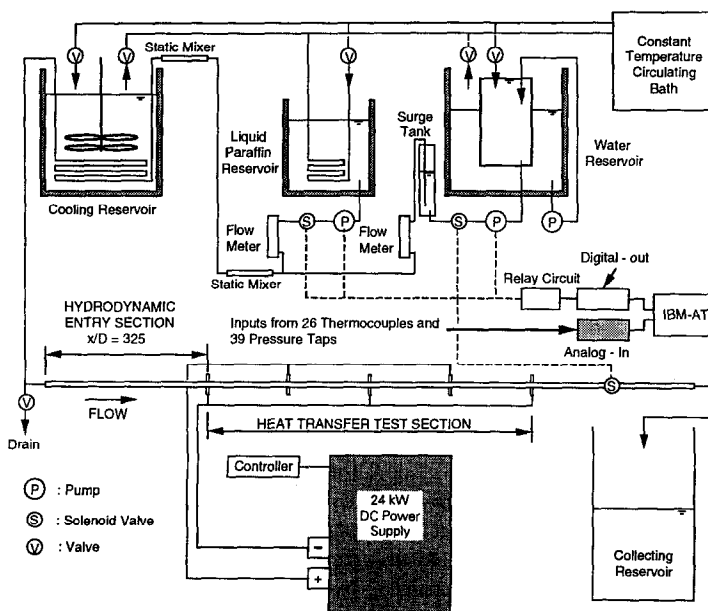 V
V
V
V
V
Static Mixer
Constant
Temperature
Circulating
Bath
Surge
Tank
Liquid
Paraffin
Reservoir
Water
Reservoir
Cooling Reservoir
Flow
Meter
S
P
Flow
Meter
S
P
P
Static Mixer
Digital - out
Relay Circuit
IBM-AT
HYDRODYNAMIC
ENTRY SECTION
x/D = 325
Inputs from 26 Thermocouples and
39 Pressure Taps
Analog - In
V
FLOW
S
Drain
HEAT TRANSFER TEST SECTION
Controller
P : Pump
S : Solenoid Valve
V : Valve
24 kW
DC Power
Supply
−
+
Collecting
Reservoir